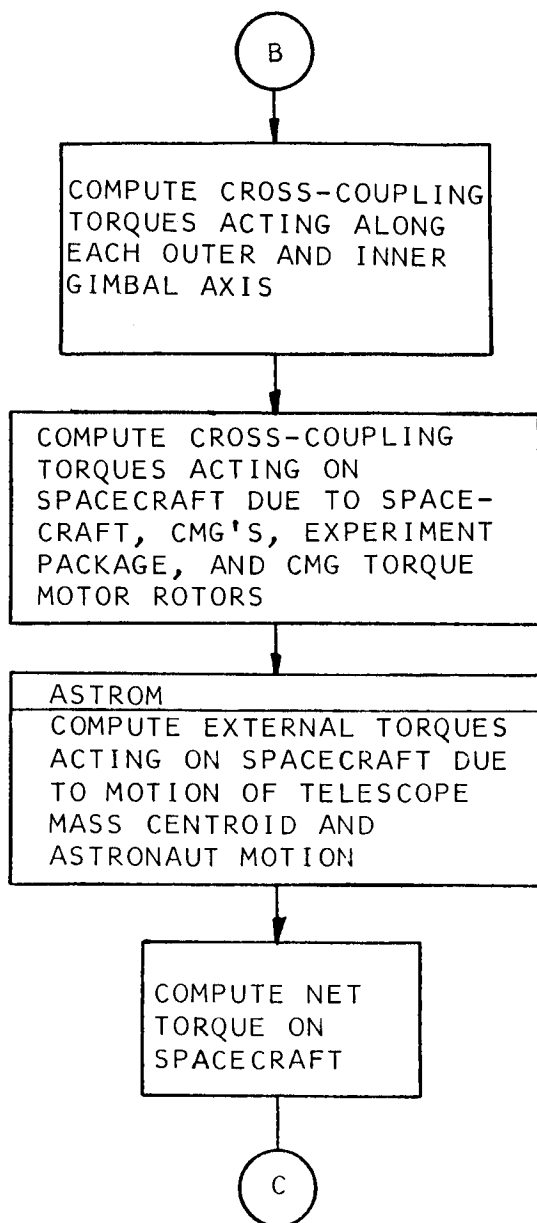 B
COMPUTE CROSS-COUPLING
TORQUES ACTING ALONG
EACH OUTER AND INNER
GIMBAL AXIS
COMPUTE CROSS-COUPLING
TORQUES ACTING ON
SPACECRAFT DUE TO SPACE-
CRAFT, CMG'S, EXPERIMENT
PACKAGE, AND CMG TORQUE
MOTOR ROTORS
ASTROM
COMPUTE EXTERNAL TORQUES
ACTING ON SPACECRAFT DUE
TO MOTION OF TELESCOPE
MASS CENTROID AND
ASTRONAUT MOTION
COMPUTE NET
TORQUE ON
SPACECRAFT
C